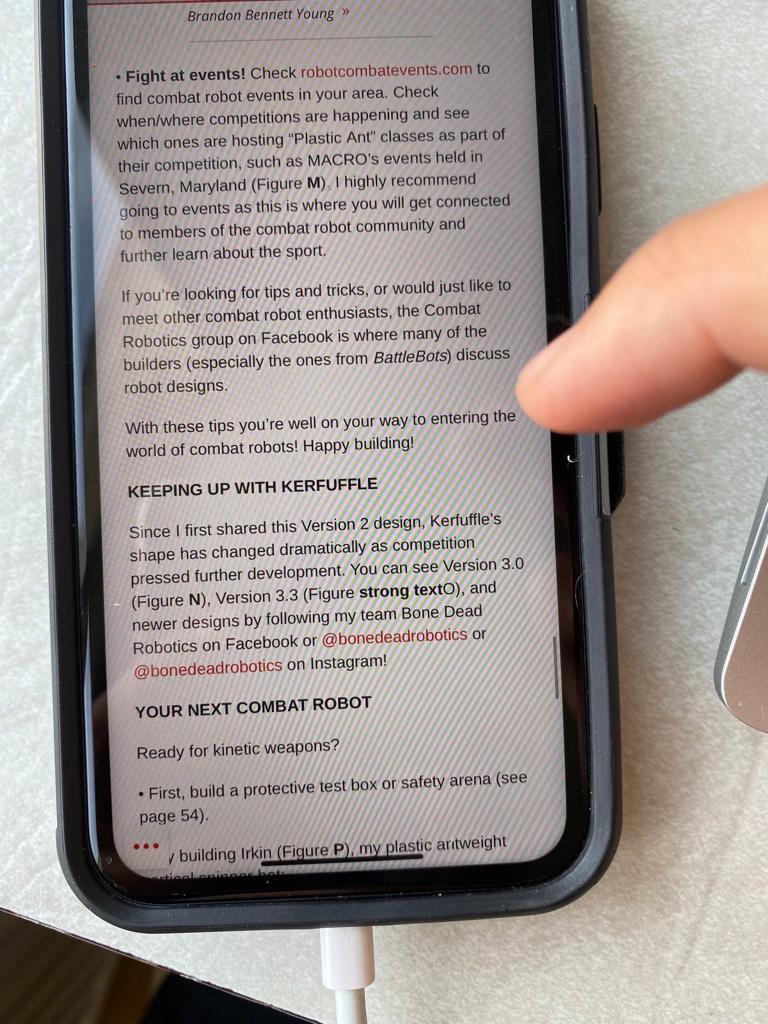 Brandon Bennett Young »
• Fight at events! Check robotcombatevents.com to
find combat robot events in your area. Check
when/where competitions are happening and see
which ones are hosting “Plastic Ant” classes as part of
their competition, such as MACRO’s events held in
Severn, Maryland (Figure M). I highly recommend
going to events as this is where you will get connected
to members of the combat robot community and
further learn about the sport.
If you’re looking for tips and tricks, or would just like to
meet other combat robot enthusiasts, the Combat
Robotics group on Facebook is where many of the
builders (especially the ones from BattleBots) discuss
robot designs.
With these tips you’re well on your way to entering the
world of combat robots! Happy building!
KEEPING UP WITH KERFUFFLE
Since I first shared this Version 2 design, Kerfuffle’s
shape has changed dramatically as competition
pressed further development. You can see Version 3.0
(Figure N), Version 3.3 (Figure strong textO), and
newer designs by following my team Bone Dead
Robotics on Facebook or @bonedeadrobotics or
@bonedeadrobotics on Instagram!
YOUR NEXT COMBAT ROBOT
Ready for kinetic weapons?
• First, build a protective test box or safety arena (see
page 54).
y building Irkin (Figure P), my plastic antweight
spinner bot: